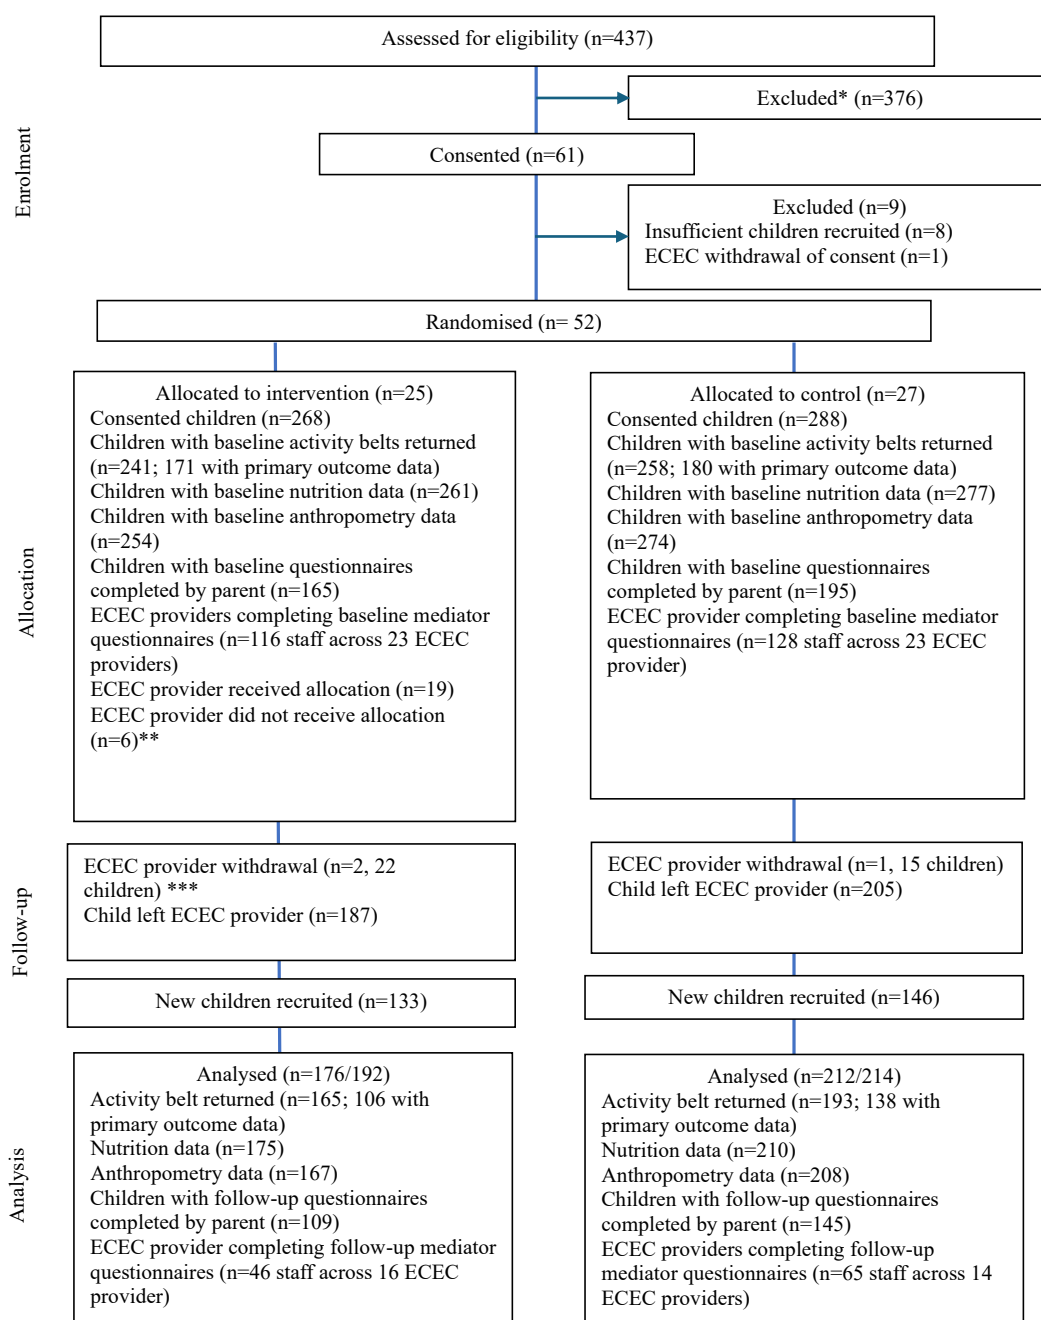 Assessed for eligibility (n=437)
Excluded* (n=376)
Enrolment
Consented (n=61)
Excluded (n=9)
Insufficient children recruited (n=8)
ECEC withdrawal of consent (n=1)
Randomised (n= 52)
Allocation
Allocated to intervention (n=25)
Consented children (n=268)
Children with baseline activity belts returned
(n=241; 171 with primary outcome data)
Children with baseline nutrition data (n=261)
Children with baseline anthropometry data
(n=254)
Children with baseline questionnaires
completed by parent (n=165)
ECEC providers completing baseline mediator
questionnaires (n=116 staff across 23 ECEC
providers)
ECEC provider received allocation (n=19)
ECEC provider did not receive allocation
(n=6)**
Allocated to control (n=27)
Consented children (n=288)
Children with baseline activity belts returned
(n=258; 180 with primary outcome data)
Children with baseline nutrition data (n=277)
Children with baseline anthropometry data
(n=274)
Children with baseline questionnaires
completed by parent (n=195)
ECEC provider completing baseline mediator
questionnaires (n=128 staff across 23 ECEC
provider)
Follow-up
ECEC provider withdrawal (n=2, 22
children) ***
Child left ECEC provider (n=187)
ECEC provider withdrawal (n=1, 15 children)
Child left ECEC provider (n=205)
New children recruited (n=133)
New children recruited (n=146)
Analysis
Analysed (n=176/192)
Activity belt returned (n=165; 106 with
primary outcome data)
Nutrition data (n=175)
Anthropometry data (n=167)
Children with follow-up questionnaires
completed by parent (n=109)
ECEC provider completing follow-up mediator
questionnaires (n=46 staff across 16 ECEC
provider)
Analysed (n=212/214)
Activity belt returned (n=193; 138 with
primary outcome data)
Nutrition data (n=210)
Anthropometry data (n=208)
Children with follow-up questionnaires
completed by parent (n=145)
ECEC providers completing follow-up
mediator questionnaires (n=65 staff across 14
ECEC providers)